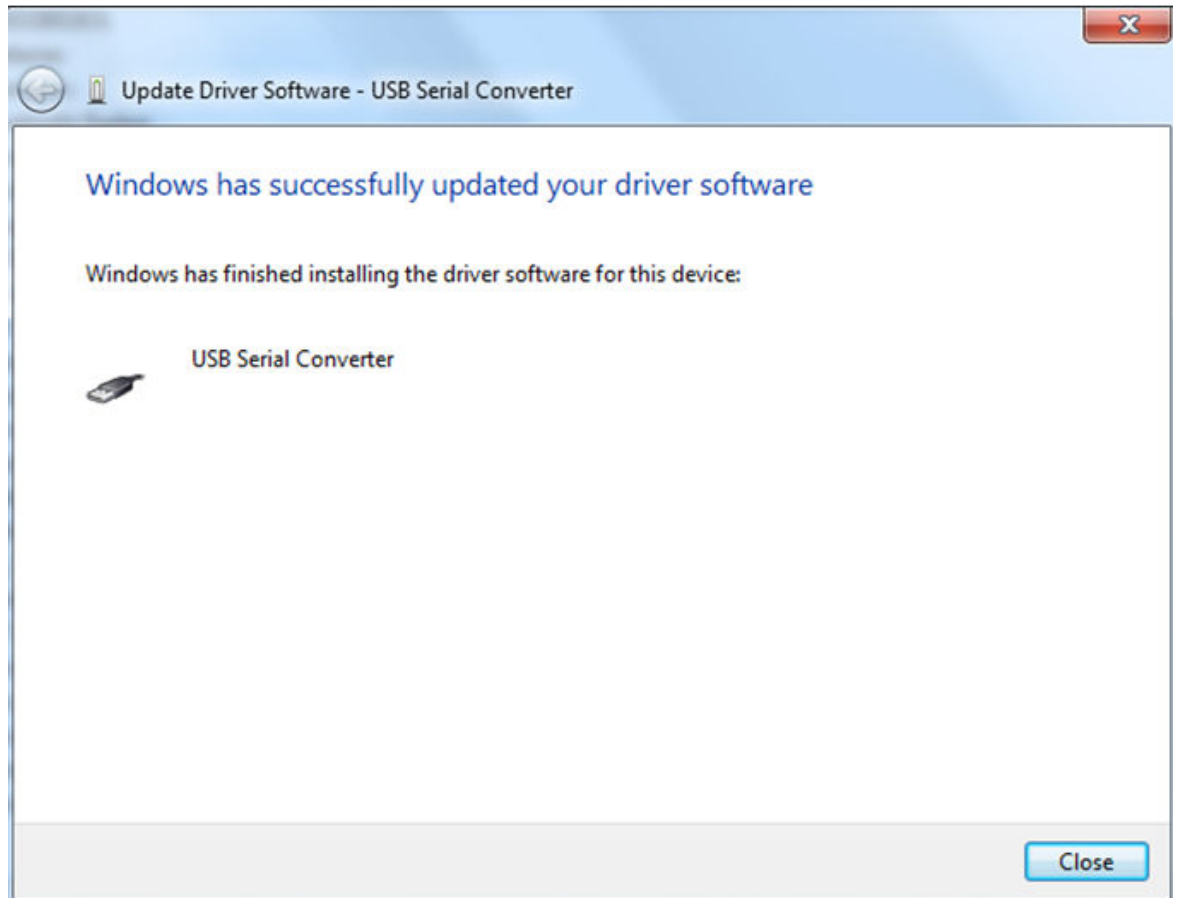 Update Driver Software - USB Serial Converter
Windows has successfully updated your driver software
Windows has finished installing the driver software for this device:
USB Serial Converter
Close